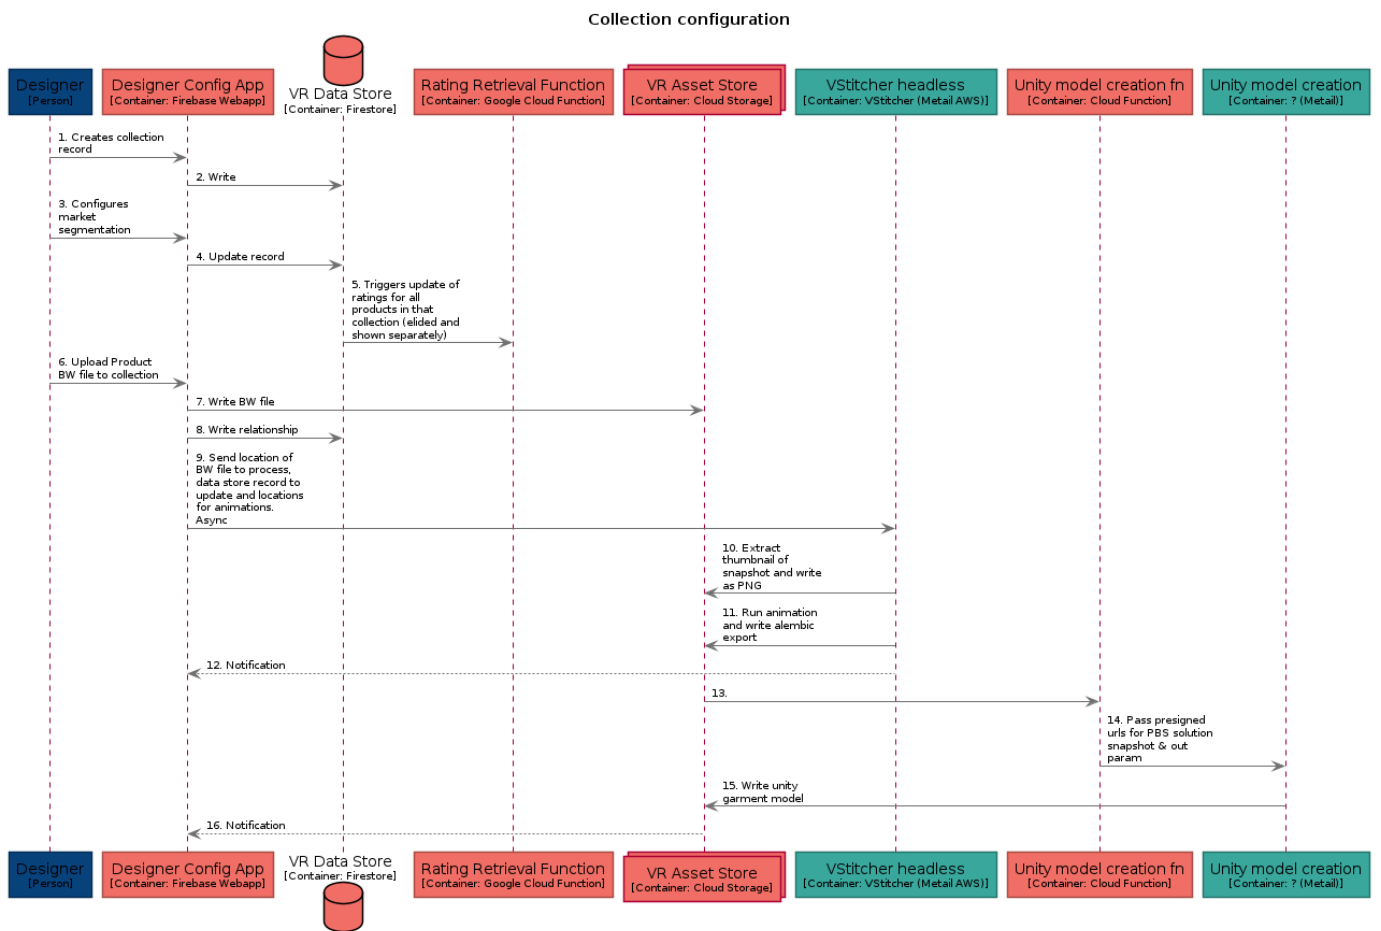 Collection configuration
Designer
[Person]
Designer Config App
[Container: Firebase Webapp]
VR Data Store
[Container: Firestore]
Rating Retrieval Function
[Container: Google Cloud Function]
VR Asset Store
[Container: Cloud Storage]
VStitcher headless
[Container: VStitcher (Metail AWS)]
Unity model creation fn
[Container: Cloud Function]
Unity model creation
[Container: ? (Metail)]
1. Creates collection
record
2. Write
3. Configures
market
segmentation
4. Update record
5. Triggers update of
ratings for all
products in that
collection (elided and
shown separately)
6. Upload Product
BW file to collection
7. Write BW file
8. Write relationship
9. Send location of
BW file to process,
data store record to
update and locations
for animations.
Async
10. Extract
thumbnail of
snapshot and write
as PNG
11. Run animation
and write alembic
export
12. Notification
13.
14. Pass presigned
urls for PBS solution
snapshot & out
param
15. Write unity
garment model
16. Notification
Designer
[Person]
Designer Config App
[Container: Firebase Webapp]
VR Data Store
[Container: Firestore]
Rating Retrieval Function
[Container: Google Cloud Function]
VR Asset Store
[Container: Cloud Storage]
VStitcher headless
[Container: VStitcher (Metail AWS)]
Unity model creation fn
[Container: Cloud Function]
Unity model creation
[Container: ? (Metail)]